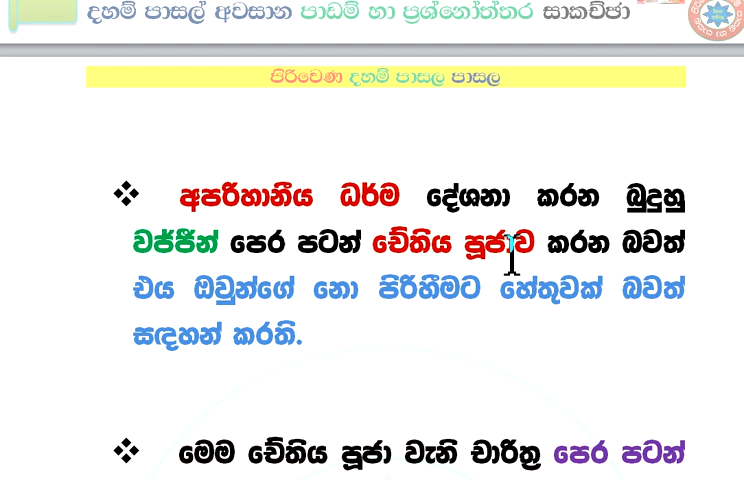 දහම් පාසල් අවසාන පාඩම් හා ප්‍රශ්නෝත්තර සාකච්ඡා
පිරිවෙණ දහම් පාසල පාසල
❖ අපරිහානීය ධර්ම දේශනා කරන බුදුහු
වජ්ජීන් පෙර පටන් චේතිය පූජාව කරන බවත්
එය ඔවුන්ගේ නො පිරිහීමට හේතුවක් බවත්
සඳහන් කරති.
❖ මෙම චේතිය පූජා වැනි චාරිත්‍ර පෙර පටන්